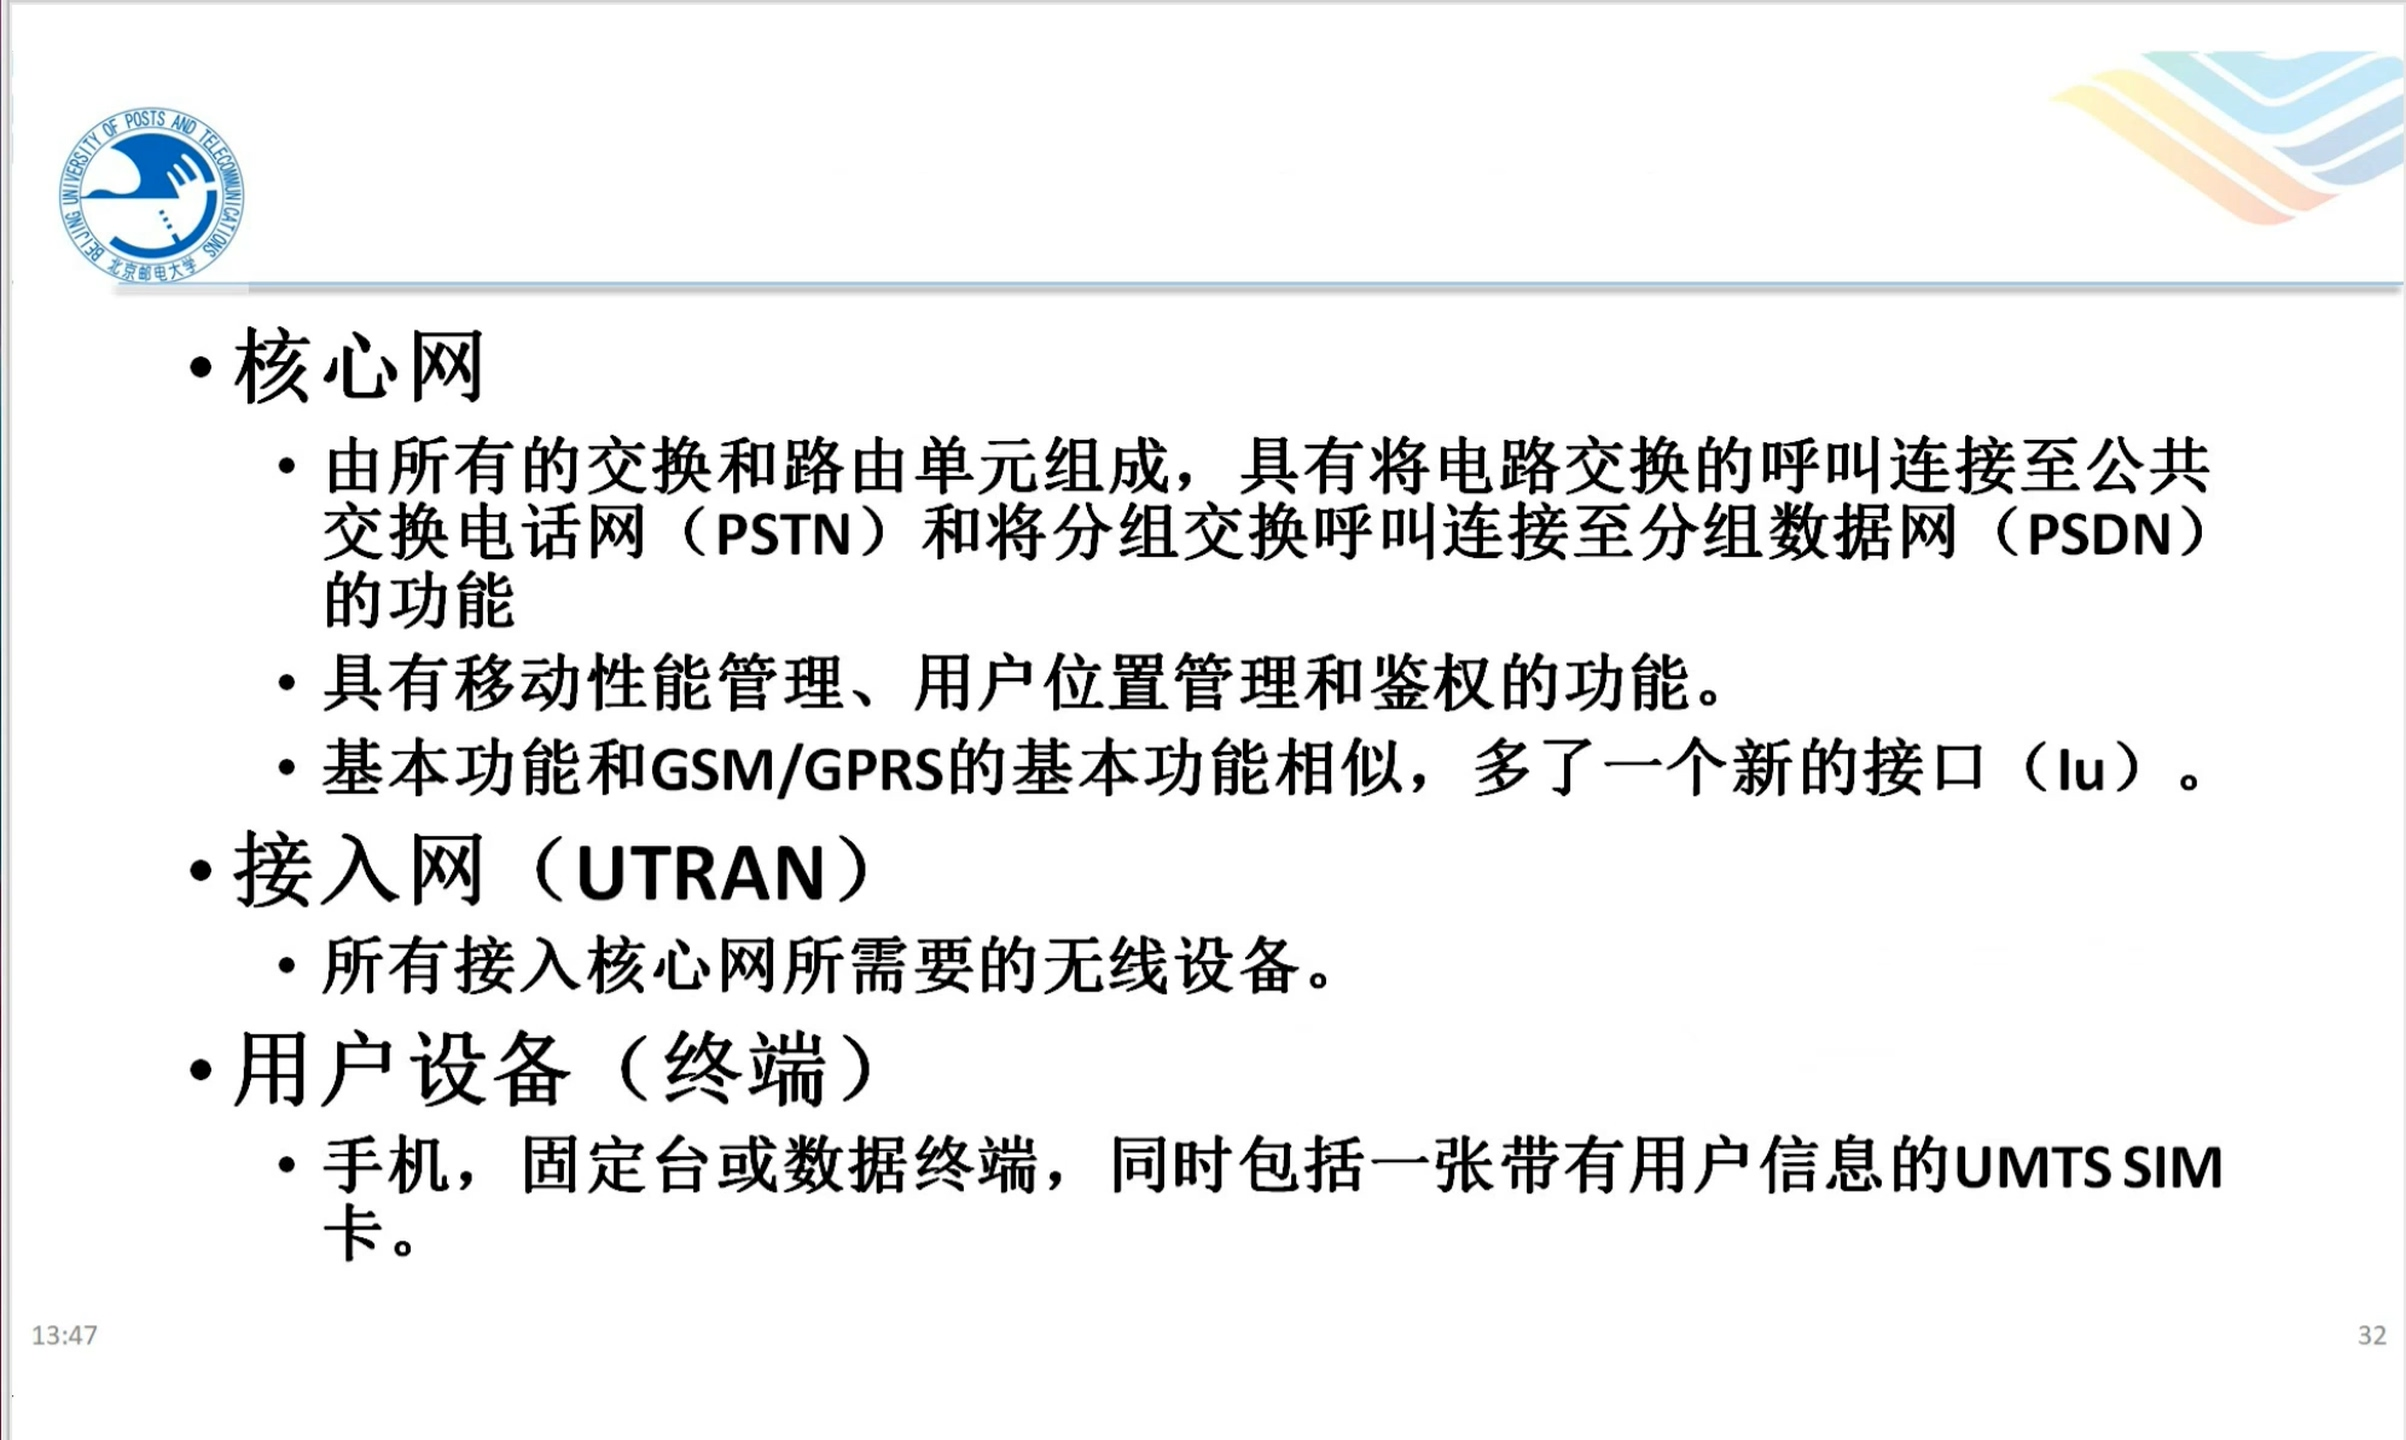 BEIJING UNIVERSITY OF POSTS AND TELECOMMUNICATIONS
北京邮电大学
• 核心网
• 由所有的交换和路由单元组成，具有将电路交换的呼叫连接至公共
交换电话网（PSTN）和将分组交换呼叫连接至分组数据网（PSDN）
的功能
• 具有移动性能管理、用户位置管理和鉴权的功能。
• 基本功能和GSM/GPRS的基本功能相似，多了一个新的接口（Iu）。
• 接入网（UTRAN）
• 所有接入核心网所需要的无线设备。
• 用户设备（终端）
• 手机，固定台或数据终端，同时包括一张带有用户信息的UMTS SIM
卡。
13:47
32